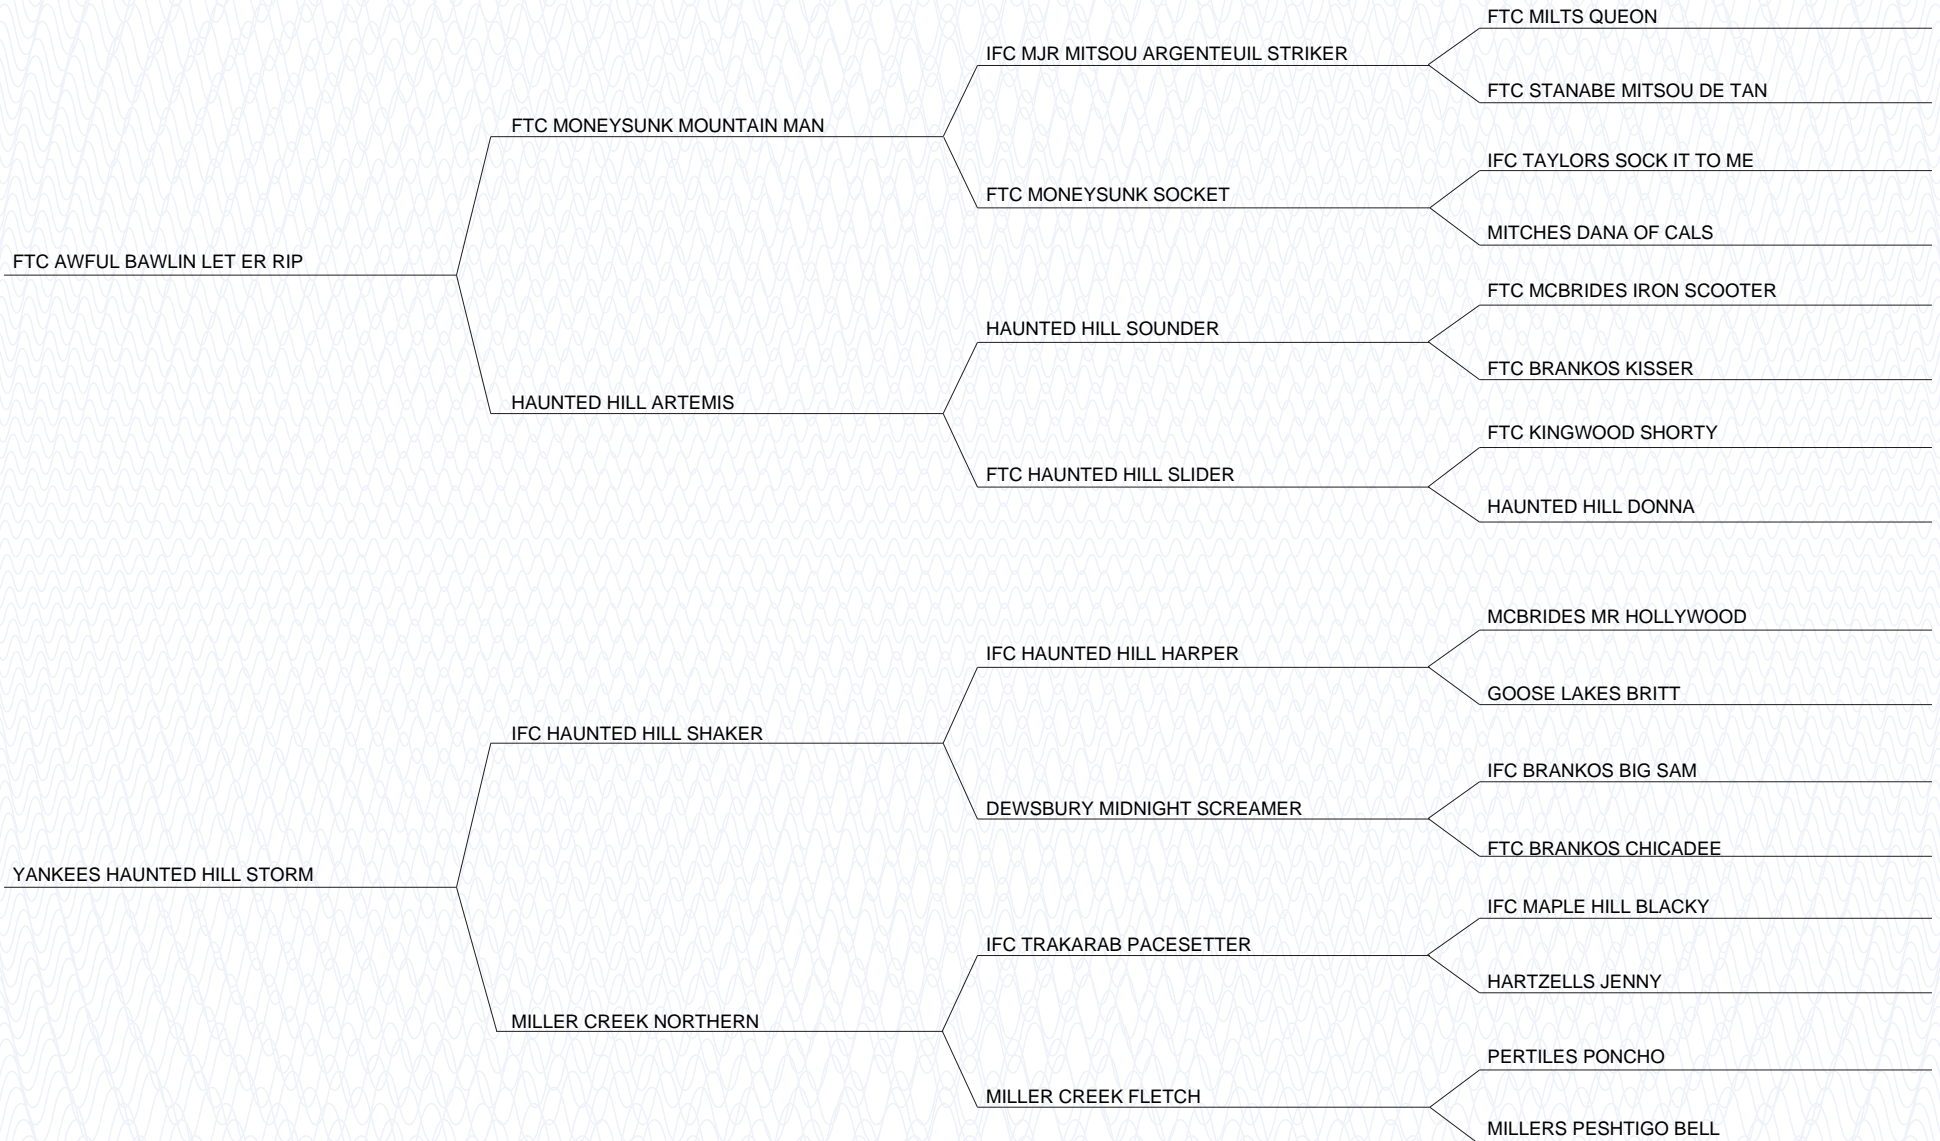 FTC MILTS QUEON
IFC MJR MITSOU ARGENTEUIL STRIKER
FTC STANABE MITSOU DE TAN
FTC MONEYSUNK MOUNTAIN MAN
IFC TAYLORS SOCK IT TO ME
FTC MONEYSUNK SOCKET
MITCHES DANA OF CALS
FTC AWFUL BAWLIN LET ER RIP
FTC MCBRIDES IRON SCOOTER
HAUNTED HILL SOUNDER
FTC BRANKOS KISSER
HAUNTED HILL ARTEMIS
FTC KINGWOOD SHORTY
FTC HAUNTED HILL SLIDER
HAUNTED HILL DONNA
MCBRIDES MR HOLLYWOOD
IFC HAUNTED HILL HARPER
GOOSE LAKES BRITT
IFC HAUNTED HILL SHAKER
IFC BRANKOS BIG SAM
DEWSBURY MIDNIGHT SCREAMER
FTC BRANKOS CHICADEE
YANKEES HAUNTED HILL STORM
IFC MAPLE HILL BLACKY
IFC TRAKARAB PACESETTER
HARTZELLS JENNY
MILLER CREEK NORTHERN
PERTILES PONCHO
MILLER CREEK FLETCH
MILLERS PESHTIGO BELL